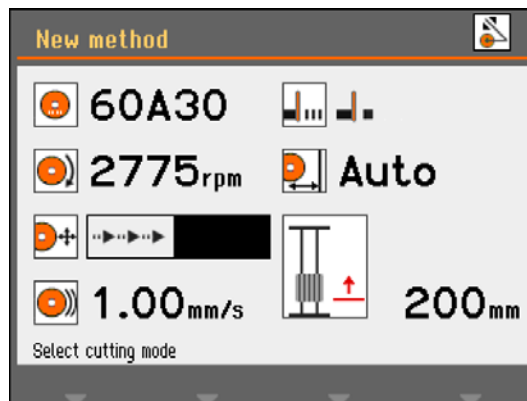 New method
60A30
2775rpm
Auto
1.00mm/s
200mm
Select cutting mode